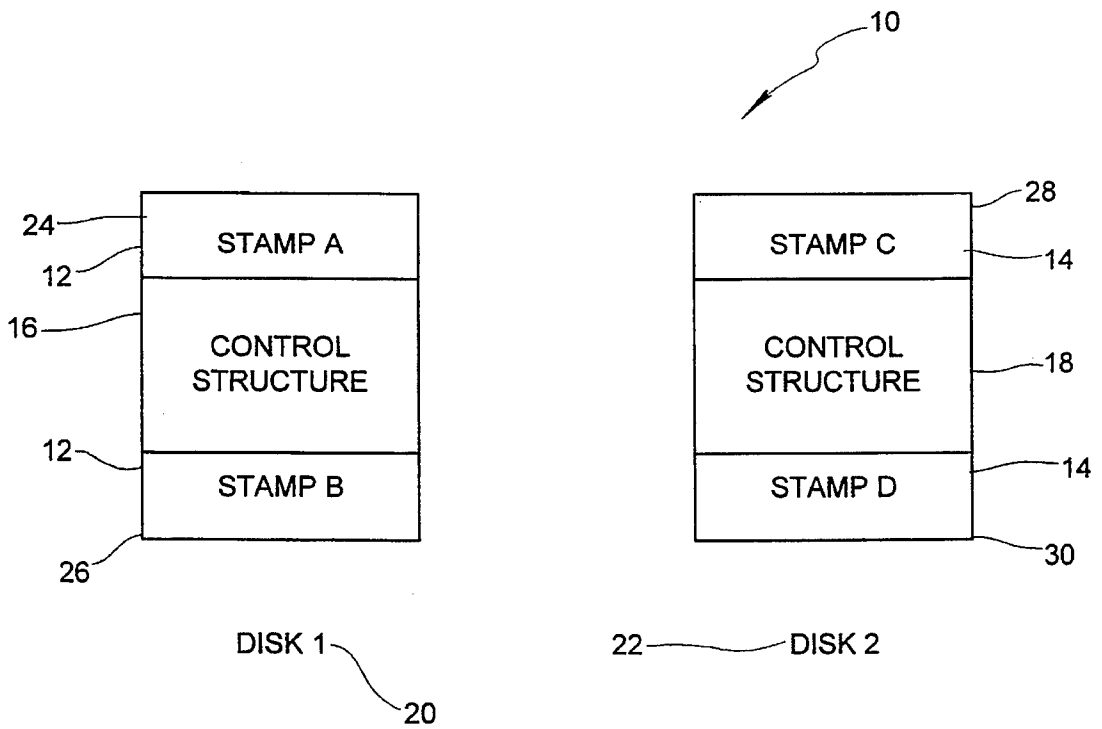 10
24
STAMP A
12
16
CONTROL
STRUCTURE
12
STAMP B
26
DISK 1
20
28
STAMP C
14
CONTROL
STRUCTURE
18
STAMP D
14
30
22
DISK 2